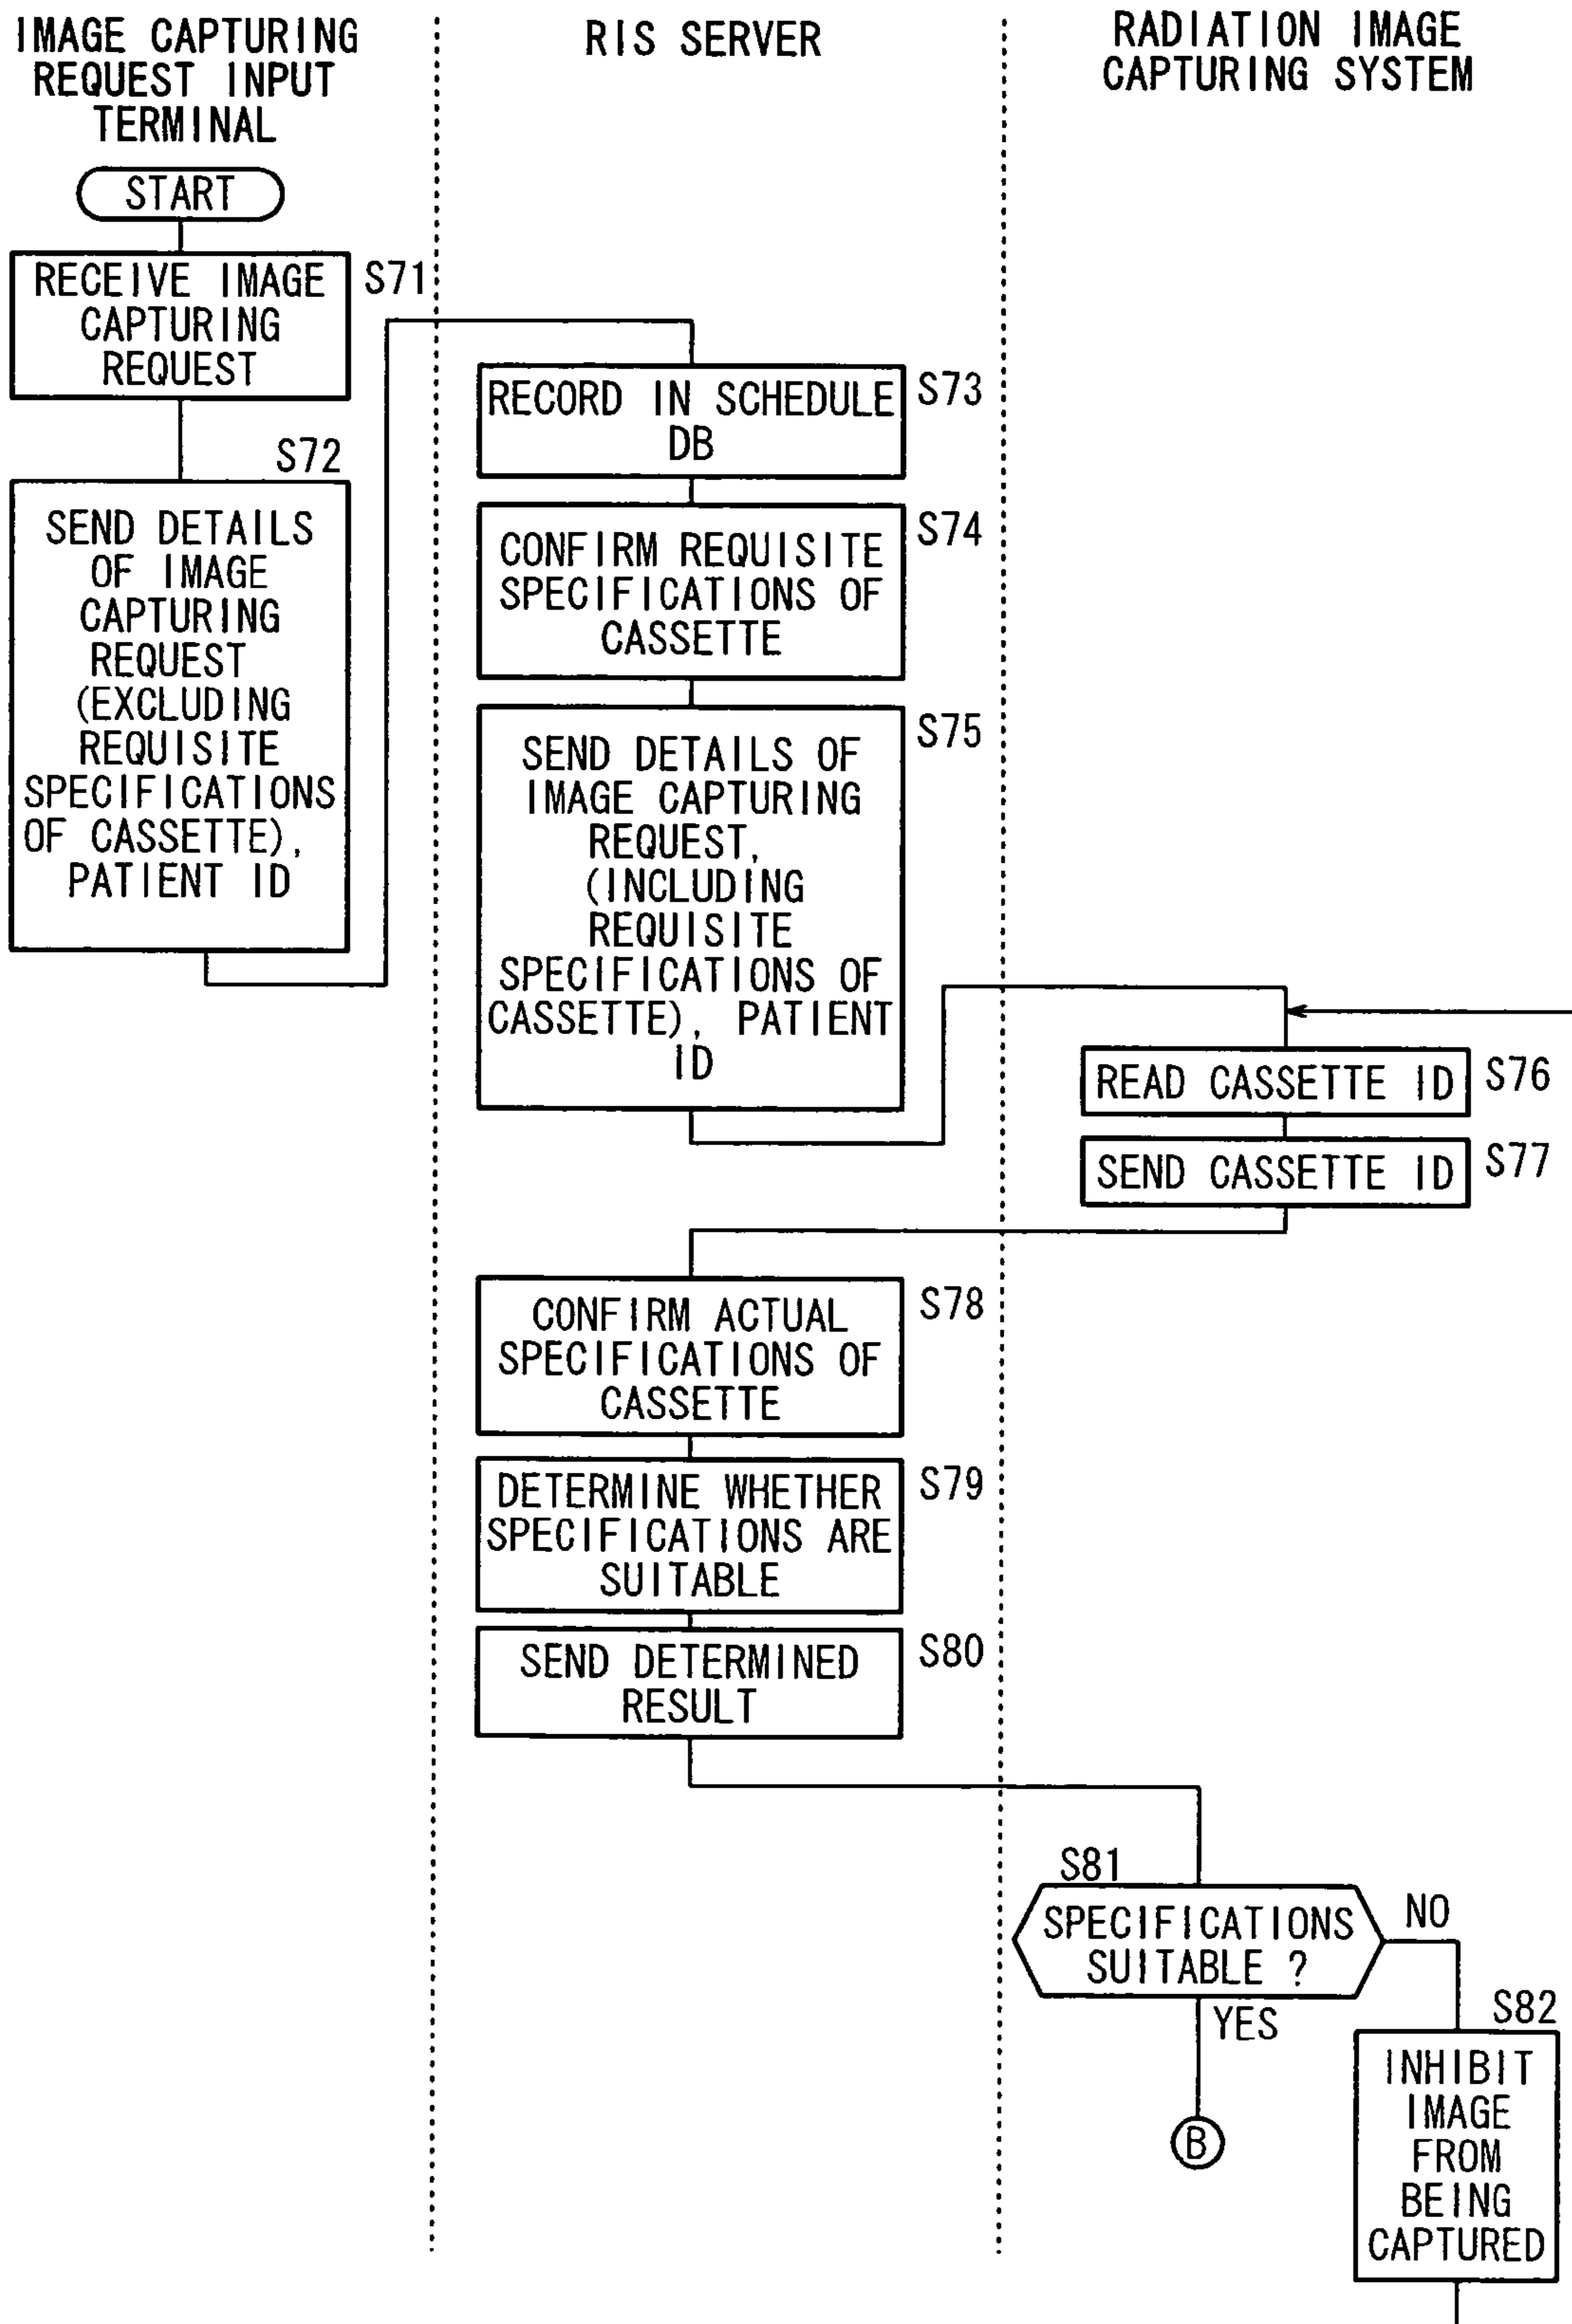 IMAGE CAPTURING
REQUEST INPUT
TERMINAL
RIS SERVER
RADIATION IMAGE
CAPTURING SYSTEM
START
RECEIVE IMAGE
CAPTURING
REQUEST
S71
S72
SEND DETAILS
OF IMAGE
CAPTURING
REQUEST
(EXCLUDING
REQUISITE
SPECIFICATIONS
OF CASSETTE),
PATIENT ID
RECORD IN SCHEDULE
DB
S73
CONFIRM REQUISITE
SPECIFICATIONS OF
CASSETTE
S74
SEND DETAILS OF
IMAGE CAPTURING
REQUEST,
(INCLUDING
REQUISITE
SPECIFICATIONS OF
CASSETTE), PATIENT
ID
S75
READ CASSETTE ID
S76
SEND CASSETTE ID
S77
CONFIRM ACTUAL
SPECIFICATIONS OF
CASSETTE
S78
DETERMINE WHETHER
SPECIFICATIONS ARE
SUITABLE
S79
SEND DETERMINED
RESULT
S80
S81
SPECIFICATIONS
SUITABLE ?
NO
YES
B
S82
INHIBIT
IMAGE
FROM
BEING
CAPTURED